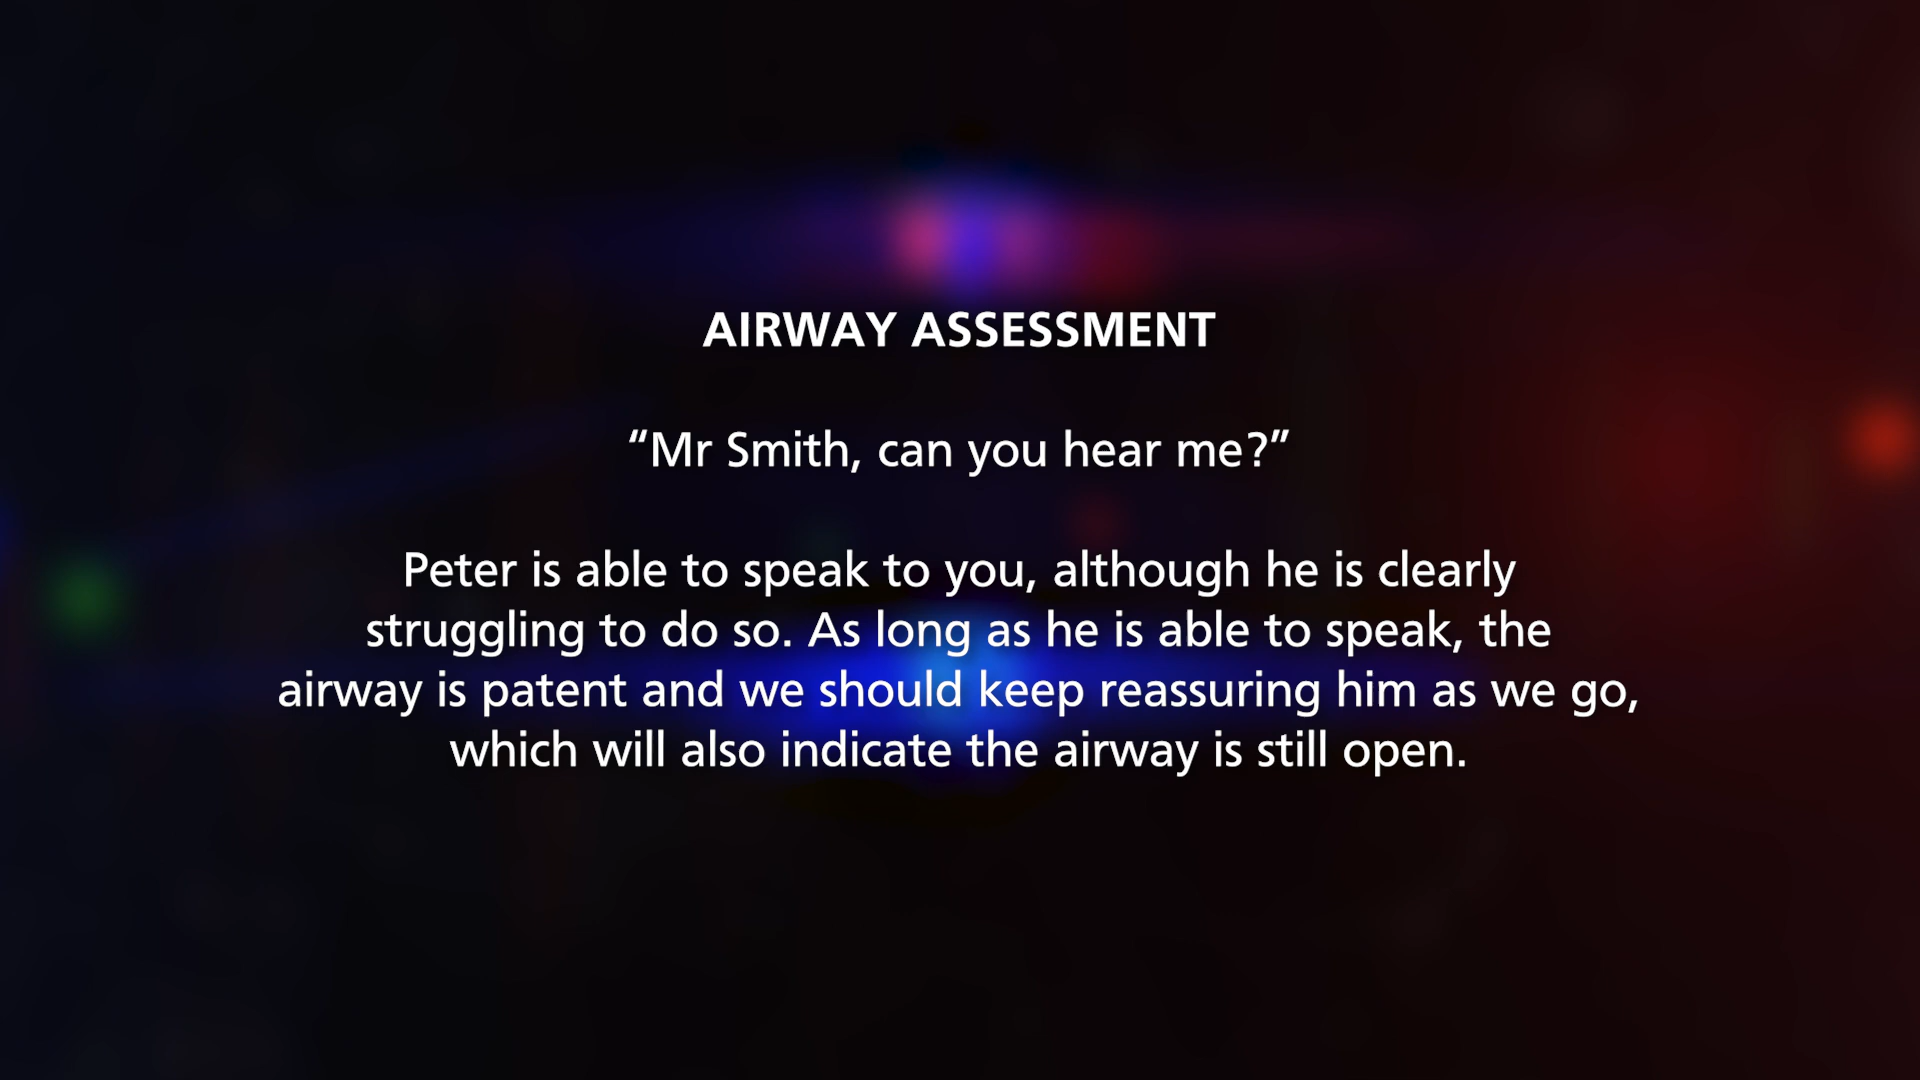 AIRWAY ASSESSMENT
“Mr Smith, can you hear me?”
Peter is able to speak to you, although he is clearly
struggling to do so. As long as he is able to speak, the
airway is patent and we should keep reassuring him as we go,
which will also indicate the airway is still open.